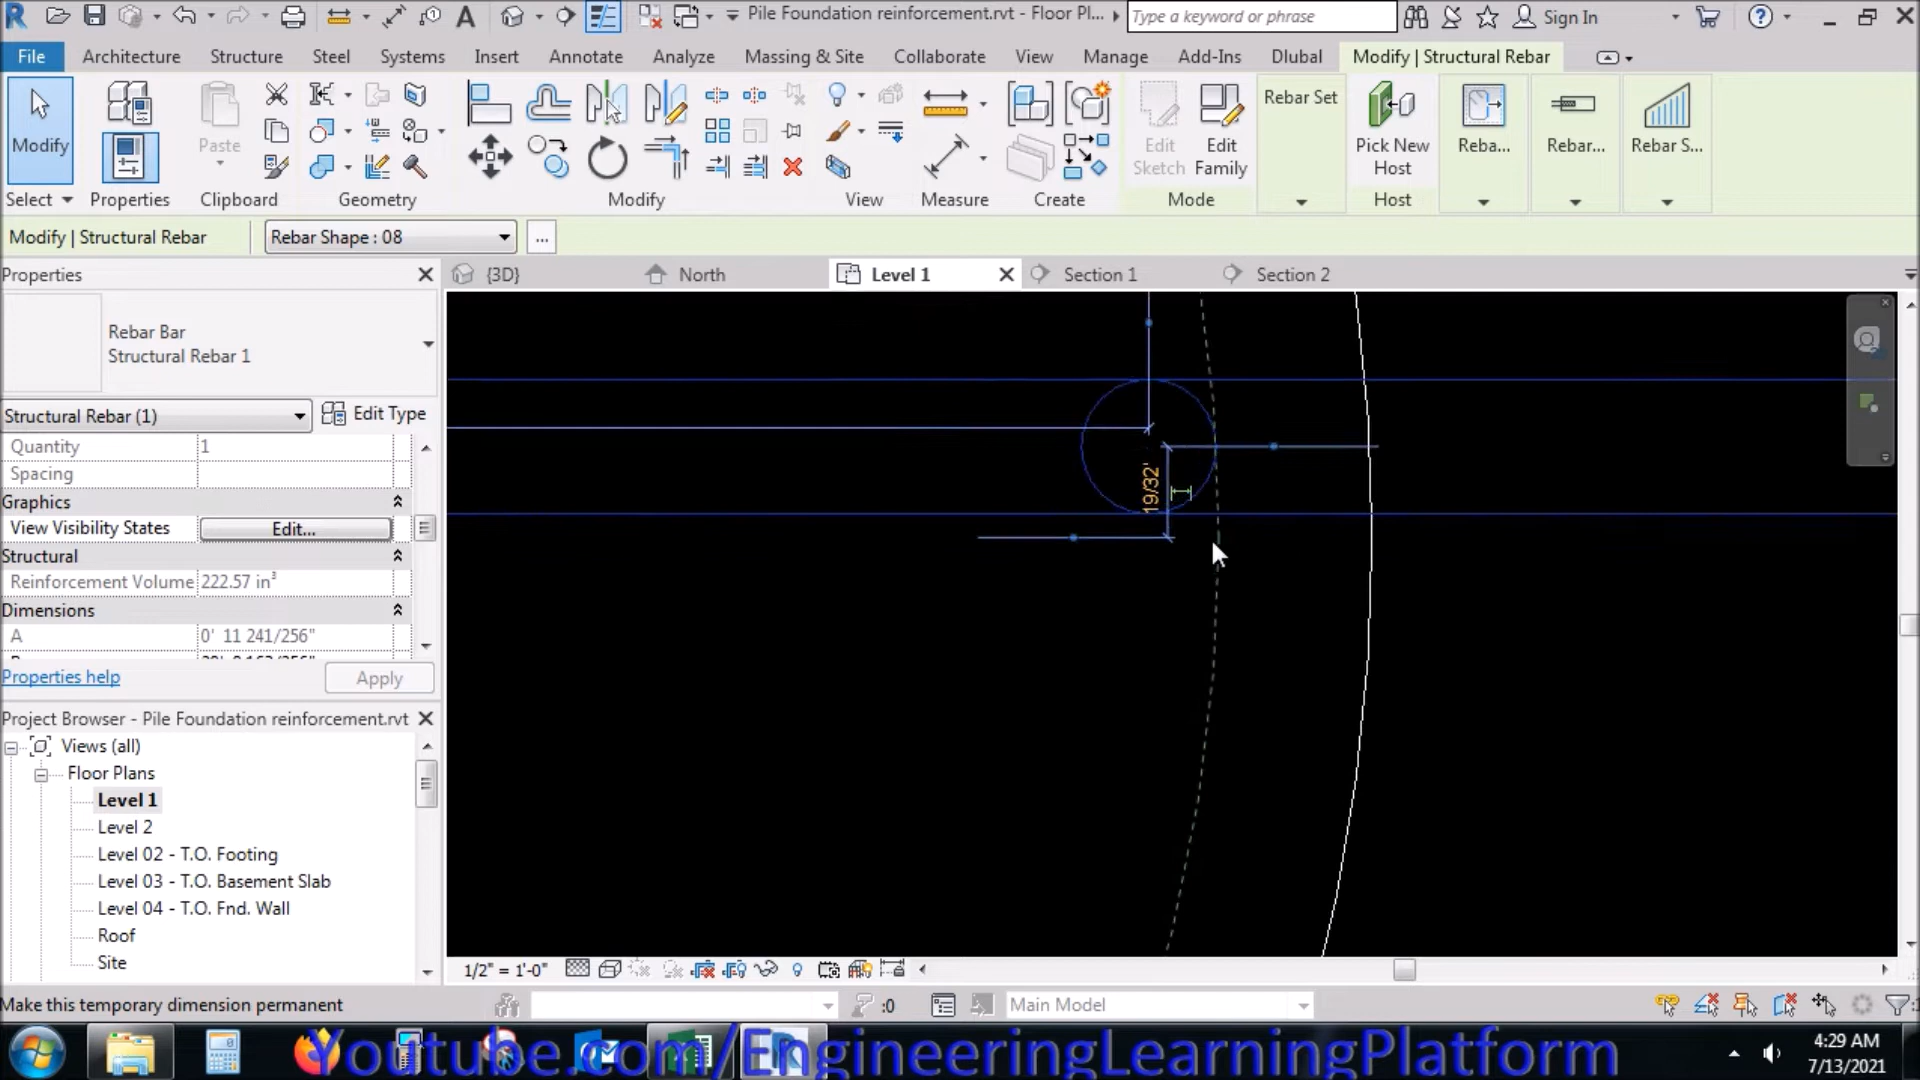 Pile Foundation reinforcement.rvt - Floor Pl...
Type a keyword or phrase
Sign In
File
Architecture
Structure
Steel
Systems
Insert
Annotate
Analyze
Massing & Site
Collaborate
View
Manage
Add-Ins
Dlubal
Modify | Structural Rebar
Modify
Paste
Edit Sketch
Edit Family
Rebar Set
Pick New Host
Reba...
Rebar...
Rebar S...
Select
Properties
Clipboard
Geometry
Modify
View
Measure
Create
Mode
Host
Modify | Structural Rebar
Rebar Shape : 08
...
Properties
{3D}
North
Level 1
Section 1
Section 2
Rebar Bar
Structural Rebar 1
Structural Rebar (1)
Edit Type
Quantity 1
Spacing
Graphics
View Visibility States
Edit...
Structural
Reinforcement Volume 222.57 in³
Dimensions
A 0' 11 241/256"
Properties help
Apply
19/32"
Project Browser - Pile Foundation reinforcement.rvt
Views (all)
Floor Plans
Level 1
Level 2
Level 02 - T.O. Footing
Level 03 - T.O. Basement Slab
Level 04 - T.O. Fnd. Wall
Roof
Site
1/2" = 1'-0"
Make this temporary dimension permanent
:0
Main Model
Youtube.com/EngineeringLearningPlatform
4:29 AM
7/13/2021